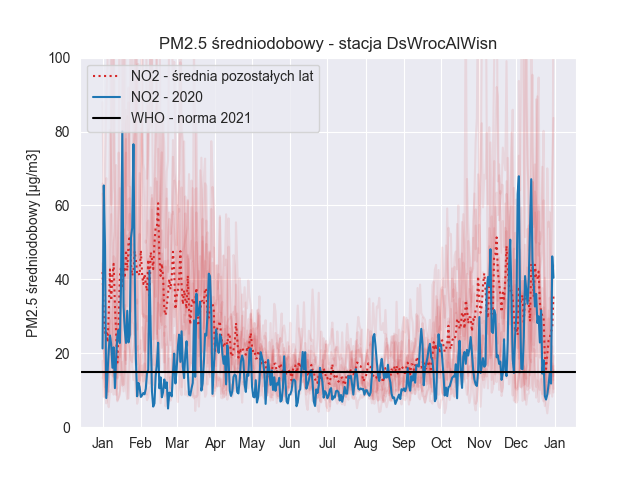 PM2.5 średniodobowy - stacja DsWrocAlWisn
NO2 - średnia pozostałych lat
NO2 - 2020
WHO - norma 2021
PM2.5 średniodobowy [µg/m3]
100
80
60
40
20
0
Jan Feb Mar Apr May Jun Jul Aug Sep Oct Nov Dec Jan